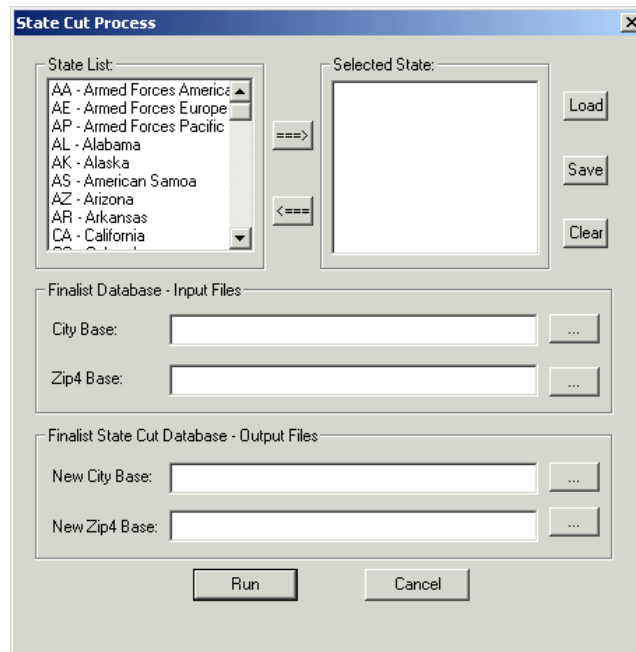 State Cut Process
State List:
AA - Armed Forces America
AE - Armed Forces Europe
AP - Armed Forces Pacific
AL - Alabama
AK - Alaska
AS - American Samoa
AZ - Arizona
AR - Arkansas
CA - California
===>
<===
Selected State:
Load
Save
Clear
Finalist Database - Input Files
City Base:
...
Zip4 Base:
...
Finalist State Cut Database - Output Files
New City Base:
...
New Zip4 Base:
...
Run
Cancel